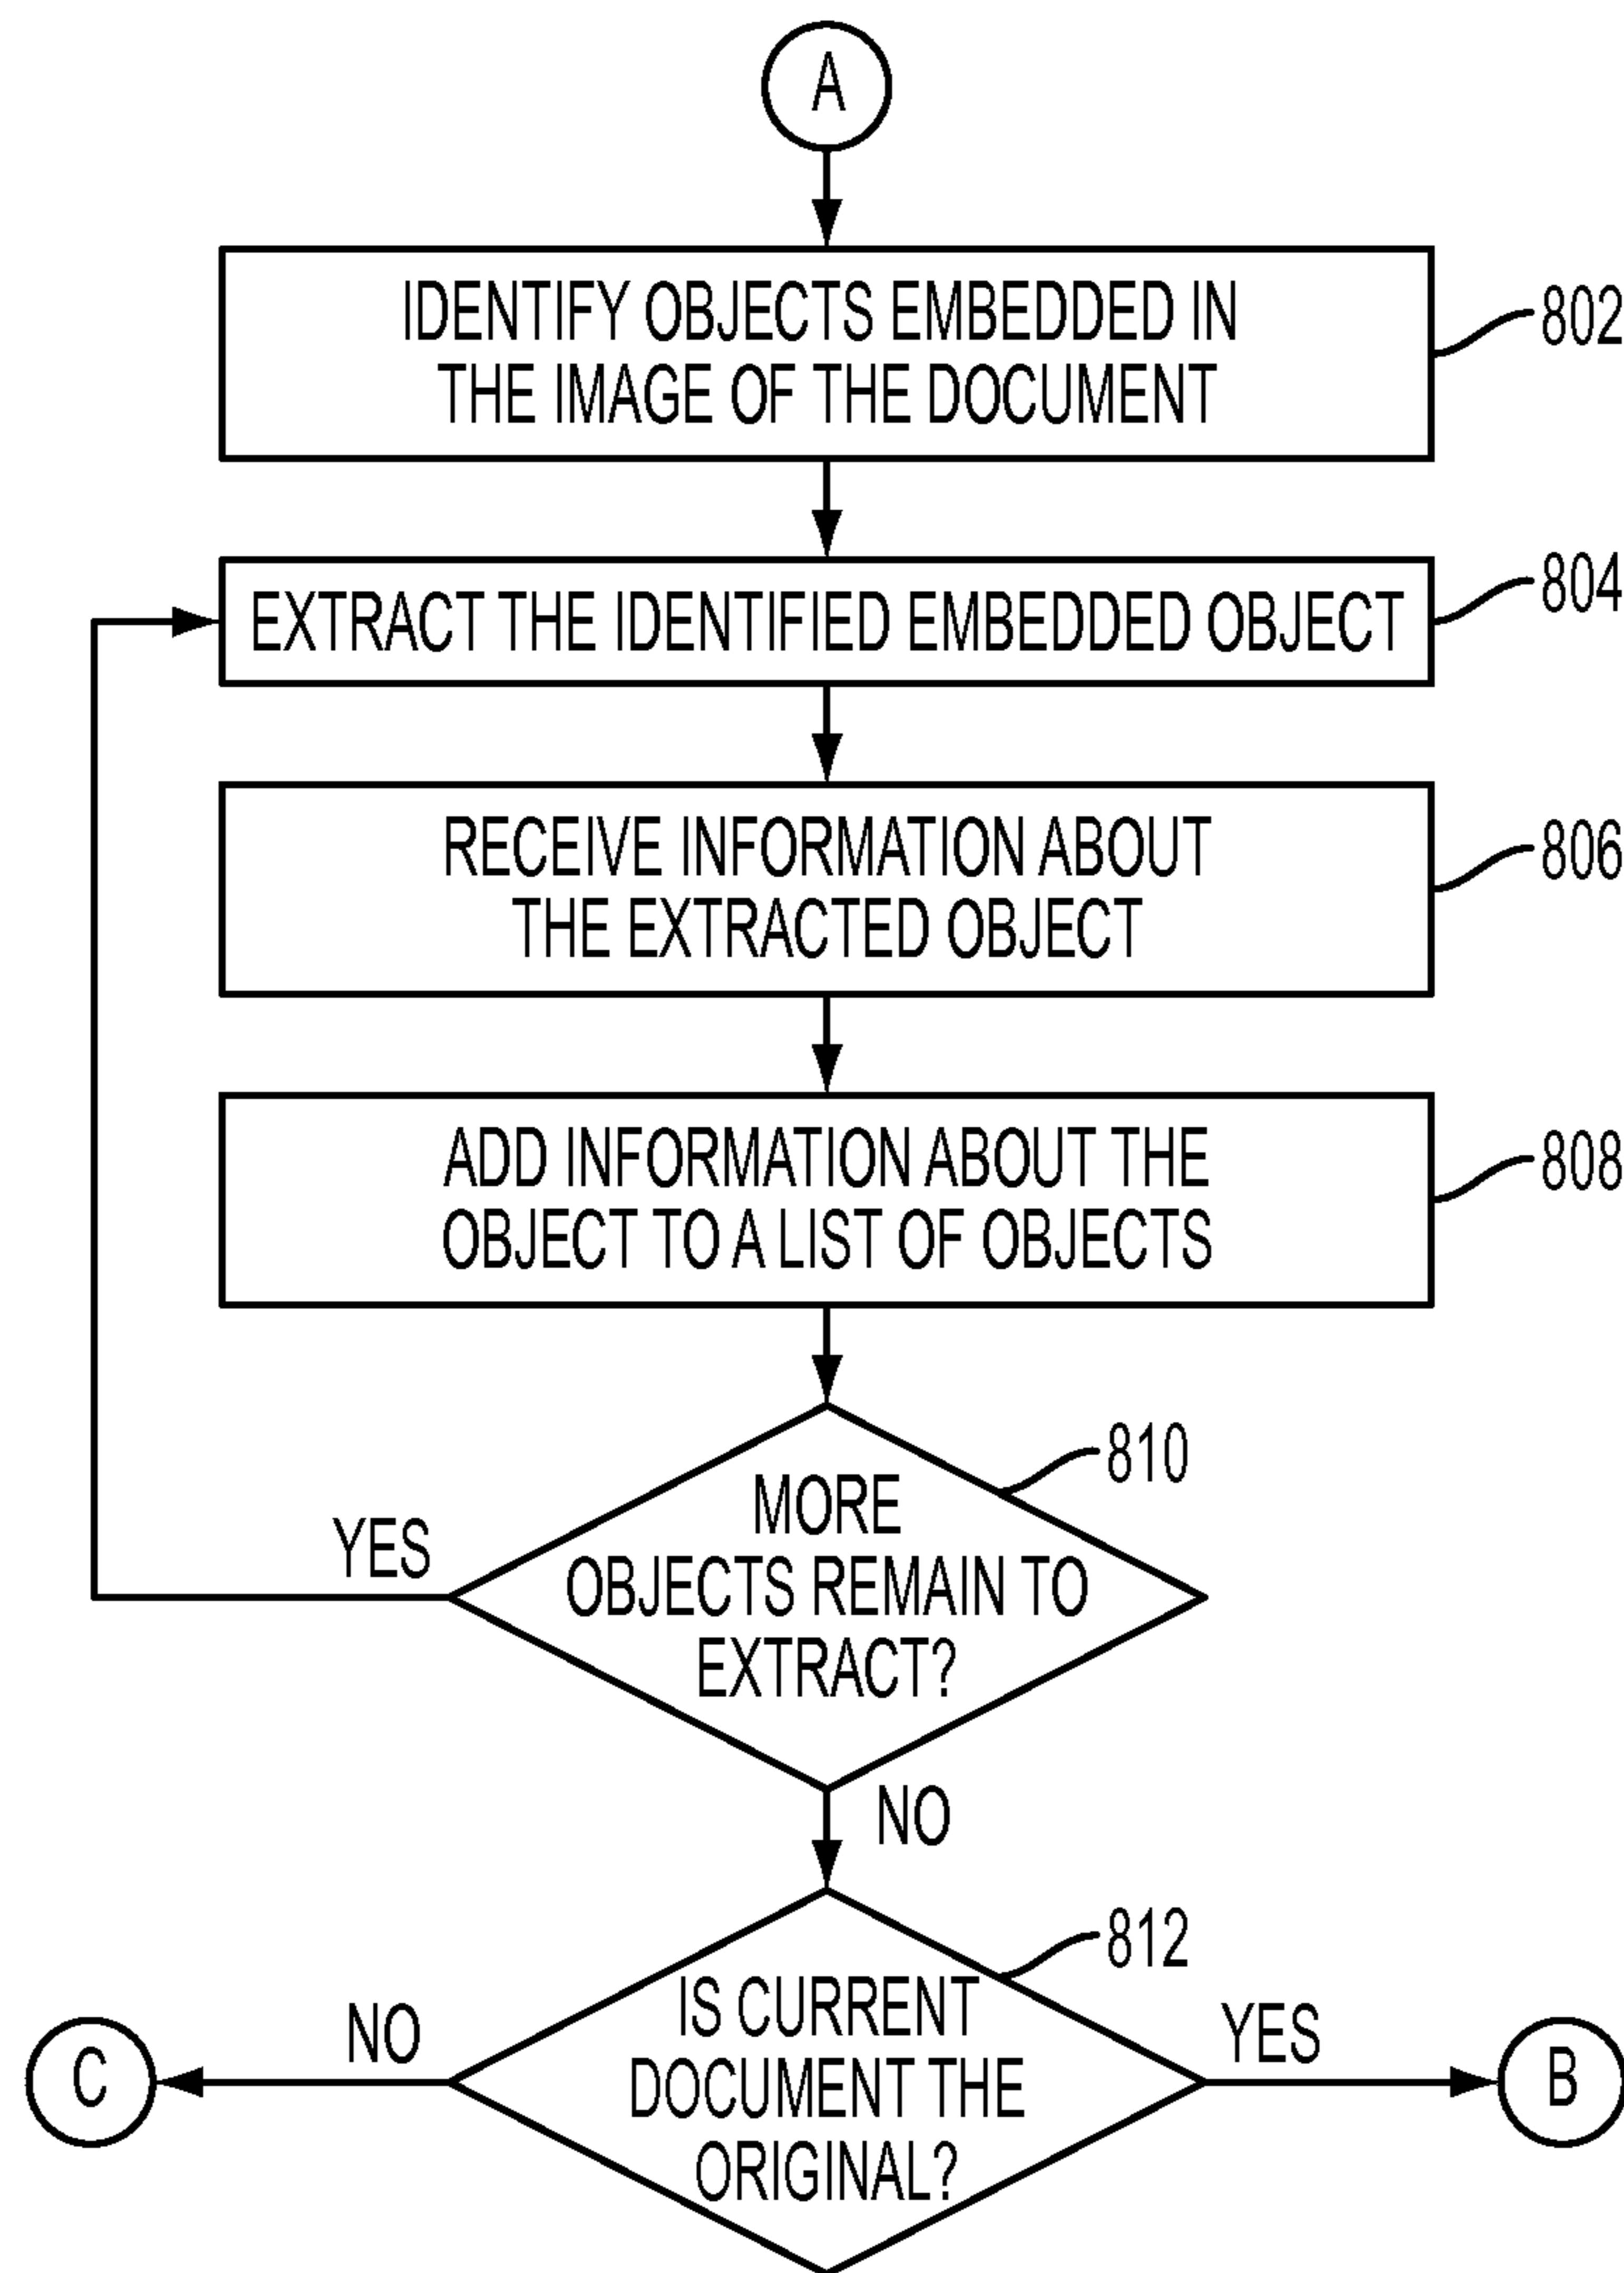 A
IDENTIFY OBJECTS EMBEDDED IN
THE IMAGE OF THE DOCUMENT
802
EXTRACT THE IDENTIFIED EMBEDDED OBJECT
804
RECEIVE INFORMATION ABOUT
THE EXTRACTED OBJECT
806
ADD INFORMATION ABOUT THE
OBJECT TO A LIST OF OBJECTS
808
810
MORE
OBJECTS REMAIN TO
EXTRACT?
YES
NO
812
IS CURRENT
DOCUMENT THE
ORIGINAL?
NO
YES
C
B